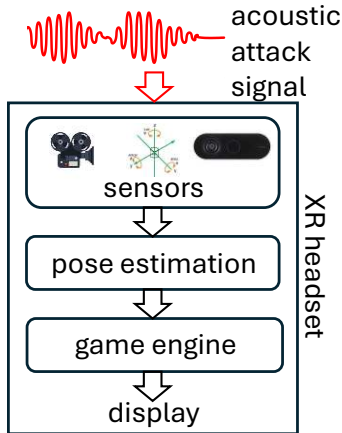 acoustic
attack
signal
sensors
pose estimation
game engine
display
XR headset